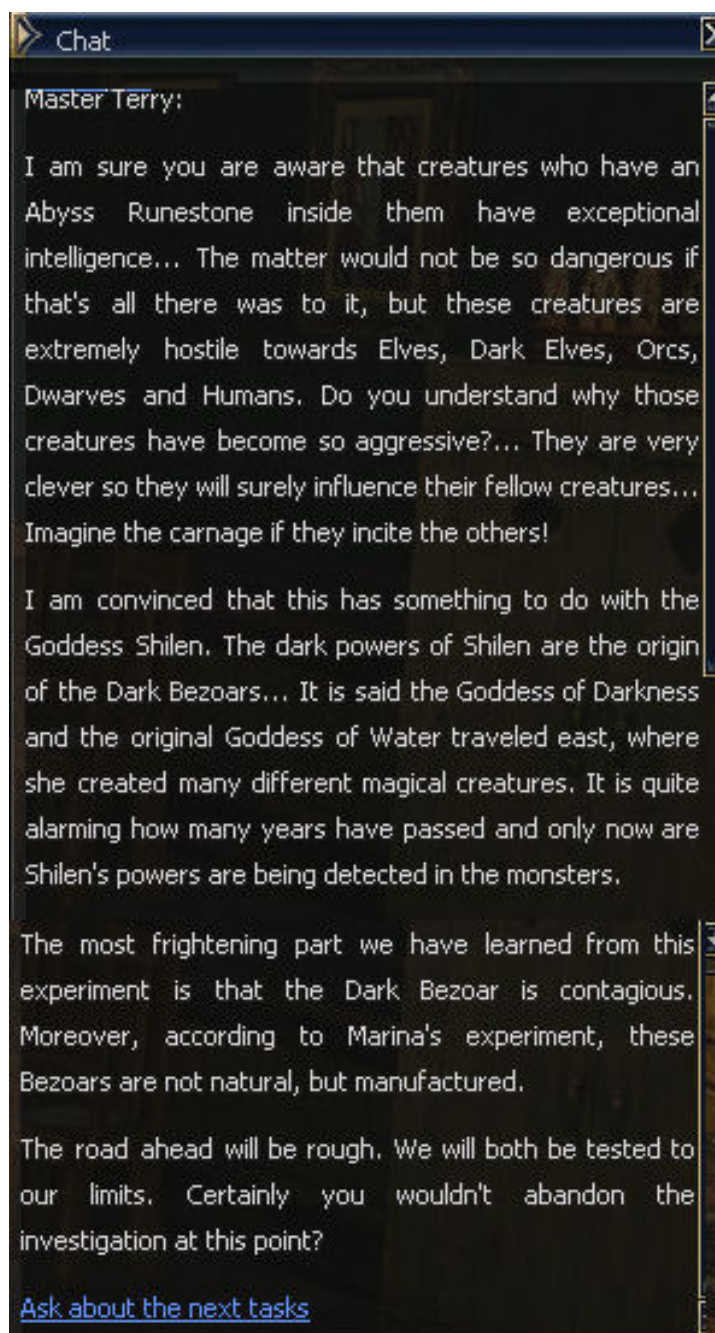 Chat
Master Terry:
I am sure you are aware that creatures who have an
Abyss Runestone inside them have exceptional
intelligence... The matter would not be so dangerous if
that's all there was to it, but these creatures are
extremely hostile towards Elves, Dark Elves, Orcs,
Dwarves and Humans. Do you understand why those
creatures have become so aggressive?... They are very
clever so they will surely influence their fellow creatures...
Imagine the carnage if they incite the others!
I am convinced that this has something to do with the
Goddess Shilen. The dark powers of Shilen are the origin
of the Dark Bezoars... It is said the Goddess of Darkness
and the original Goddess of Water traveled east, where
she created many different magical creatures. It is quite
alarming how many years have passed and only now are
Shilen's powers are being detected in the monsters.
The most frightening part we have learned from this
experiment is that the Dark Bezoar is contagious.
Moreover, according to Marina's experiment, these
Bezoars are not natural, but manufactured.
The road ahead will be rough. We will both be tested to
our limits. Certainly you wouldn't abandon the
investigation at this point?
Ask about the next tasks